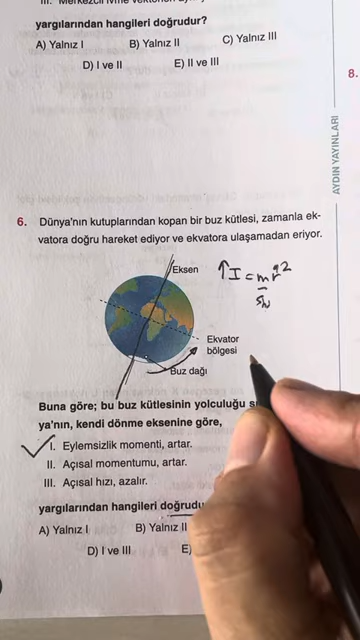 yargılarından hangileri doğrudur?
A) Yalnız I B) Yalnız II C) Yalnız III
D) I ve II E) II ve III
8.
AYDIN YAYINLARI
6. Dünya'nın kutuplarından kopan bir buz kütlesi, zamanla ek-
vatora doğru hareket ediyor ve ekvatora ulaşamadan eriyor.
Eksen
↑I=mr²
Ekvator
bölgesi
Buz dağı
Buna göre; bu buz kütlesinin yolculuğu
ya'nın, kendi dönme eksenine göre,
I. Eylemsizlik momenti, artar.
II. Açısal momentumu, artar.
III. Açısal hızı, azalır.
yargılarından hangileri doğrudu
A) Yalnız I B) Yalnız II
D) I ve III E)